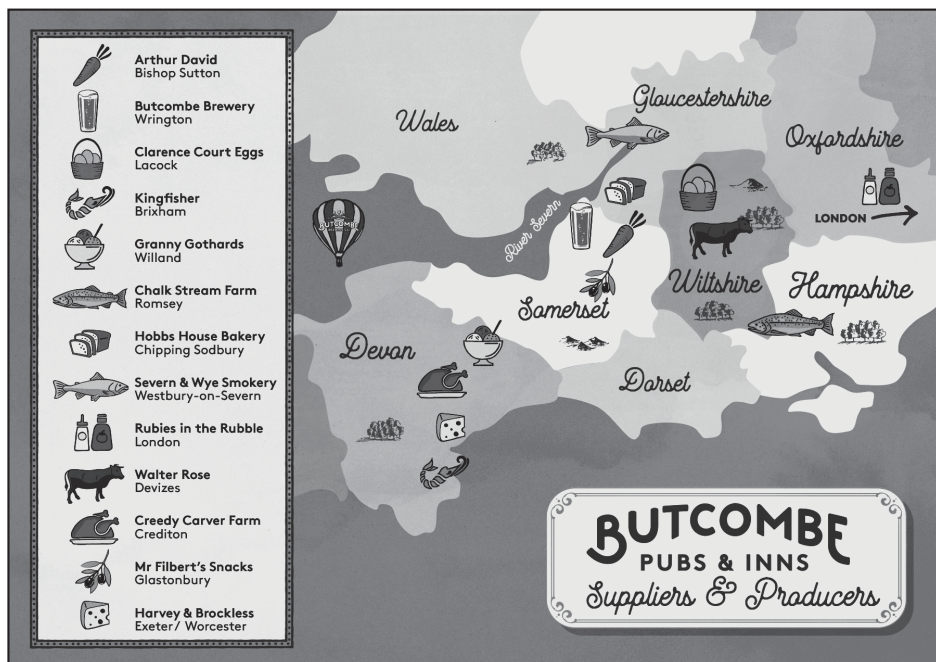 Arthur David
Bishop Sutton
Butcombe Brewery
Wrington
Clarence Court Eggs
Lacock
Kingfisher
Brixham
Granny Gothards
Willand
Chalk Stream Farm
Romsey
Hobbs House Bakery
Chipping Sodbury
Severn & Wye Smokery
Westbury-on-Severn
Rubies in the Rubble
London
Walter Rose
Devizes
Creedy Carver Farm
Crediton
Mr Filbert's Snacks
Glastonbury
Harvey & Brockless
Exeter/ Worcester
Wales
Gloucestershire
Oxfordshire
LONDON
River Severn
BUTCOMBE
Wiltshire
Hampshire
Somerset
Devon
Dorset
BUTCOMBE
PUBS & INNS
Suppliers & Producers